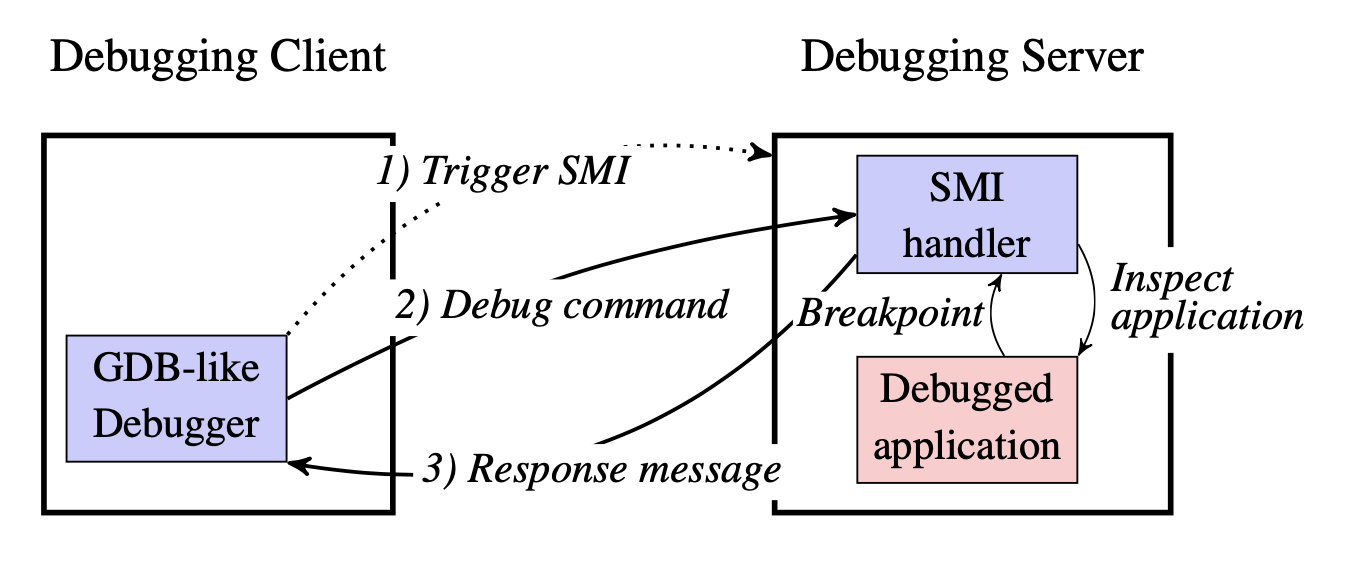 Debugging Client
Debugging Server
1) Trigger SMI
SMI
handler
2) Debug command
Breakpoint
Inspect
application
GDB-like
Debugger
Debugged
application
3) Response message